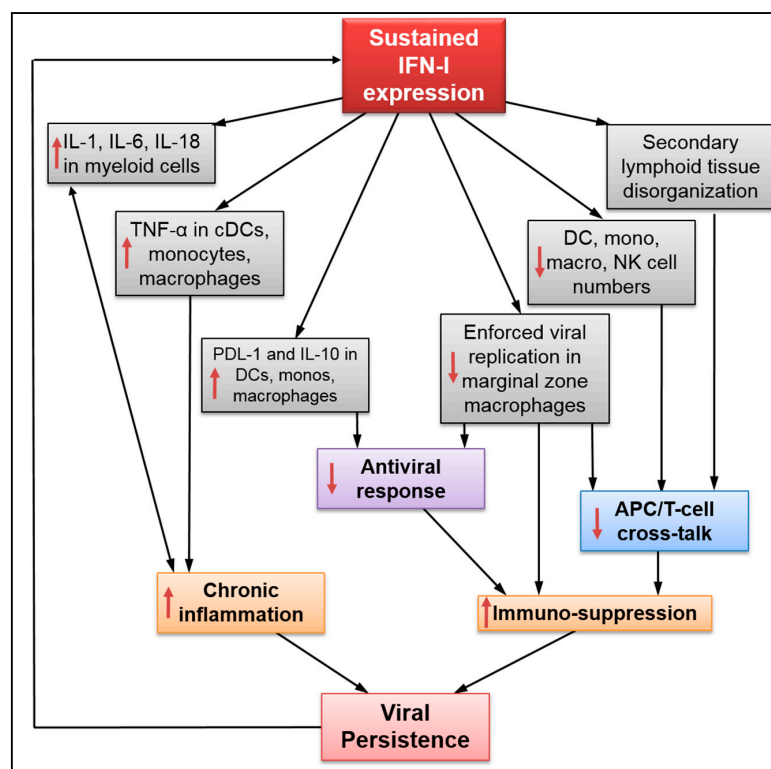 Sustained
IFN-I
expression
IL-1, IL-6, IL-18
in myeloid cells
Secondary
lymphoid tissue
disorganization
TNF-α in cDCs,
monocytes,
macrophages
DC, mono,
macro, NK cell
numbers
PDL-1 and IL-10 in
DCs, monos,
macrophages
Enforced viral
replication in
marginal zone
macrophages
Antiviral
response
APC/T-cell
cross-talk
Chronic
inflammation
Immuno-suppression
Viral
Persistence